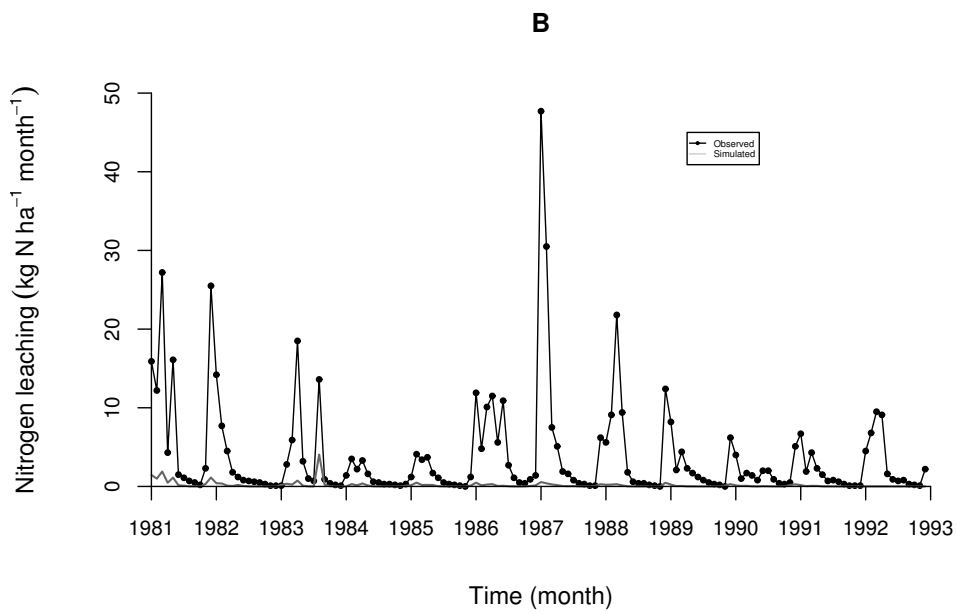 B
Nitrogen leaching (kg N ha⁻¹ month⁻¹)
50
40
30
20
10
0
Observed
Simulated
1981 1982 1983 1984 1985 1986 1987 1988 1989 1990 1991 1992 1993
Time (month)